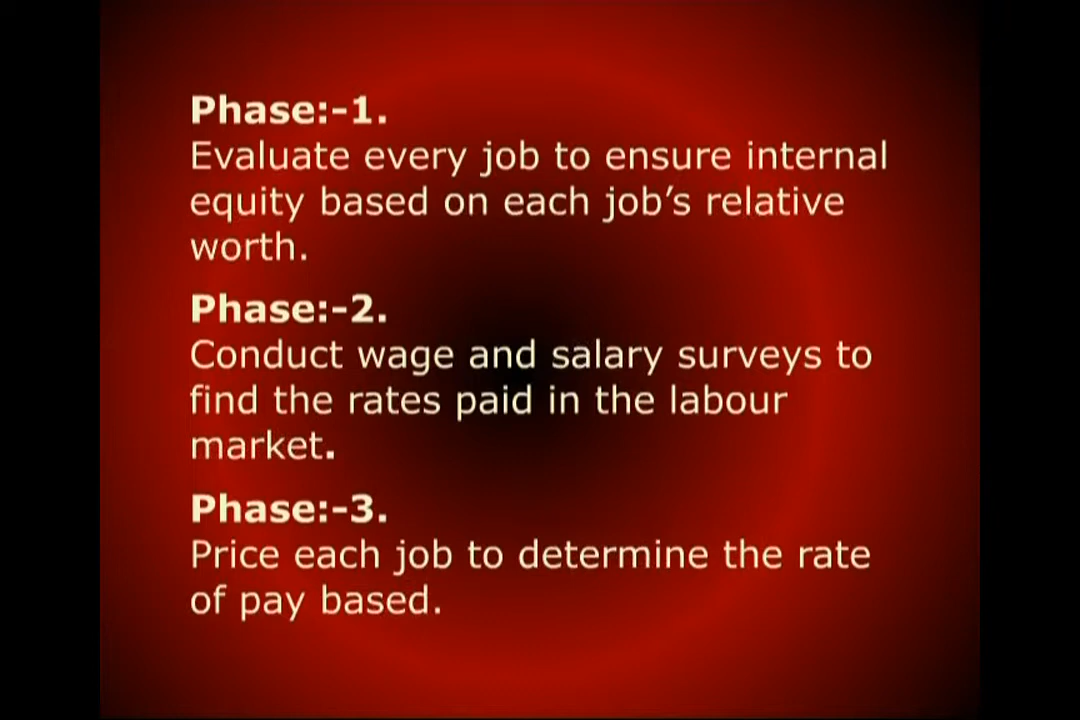 Phase:-1.
Evaluate every job to ensure internal
equity based on each job’s relative
worth.
Phase:-2.
Conduct wage and salary surveys to
find the rates paid in the labour
market.
Phase:-3.
Price each job to determine the rate
of pay based.